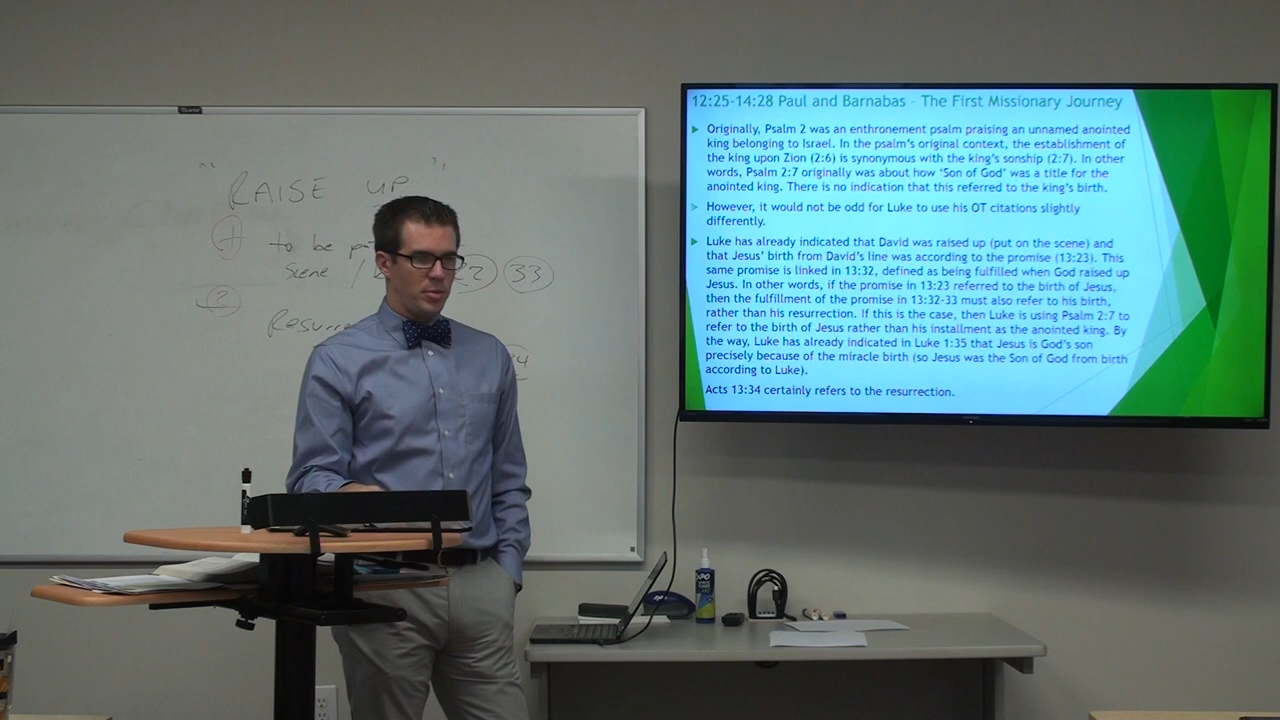 " "
RAISE UP
① to be
Scene / 22 33
②
Resurre
34
12:25-14:28 Paul and Barnabas – The First Missionary Journey
Originally, Psalm 2 was an enthronement psalm praising an unnamed anointed
king belonging to Israel. In the psalm's original context, the establishment of
the king upon Zion (2:6) is synonymous with the king's sonship (2:7). In other
words, Psalm 2:7 originally was about how 'Son of God' was a title for the
anointed king. There is no indication that this referred to the king's birth.
However, it would not be odd for Luke to use his OT citations slightly
differently.
Luke has already indicated that David was raised up (put on the scene) and
that Jesus' birth from David's line was according to the promise (13:23). This
same promise is linked in 13:32, defined as being fulfilled when God raised up
Jesus. In other words, if the promise in 13:23 referred to the birth of Jesus,
then the fulfillment of the promise in 13:32-33 must also refer to his birth,
rather than his resurrection. If this is the case, then Luke is using Psalm 2:7 to
refer to the birth of Jesus rather than his installment as the anointed king. By
the way, Luke has already indicated in Luke 1:35 that Jesus is God's son
precisely because of the miracle birth (so Jesus was the Son of God from birth
according to Luke).
Acts 13:34 certainly refers to the resurrection.
EXPO